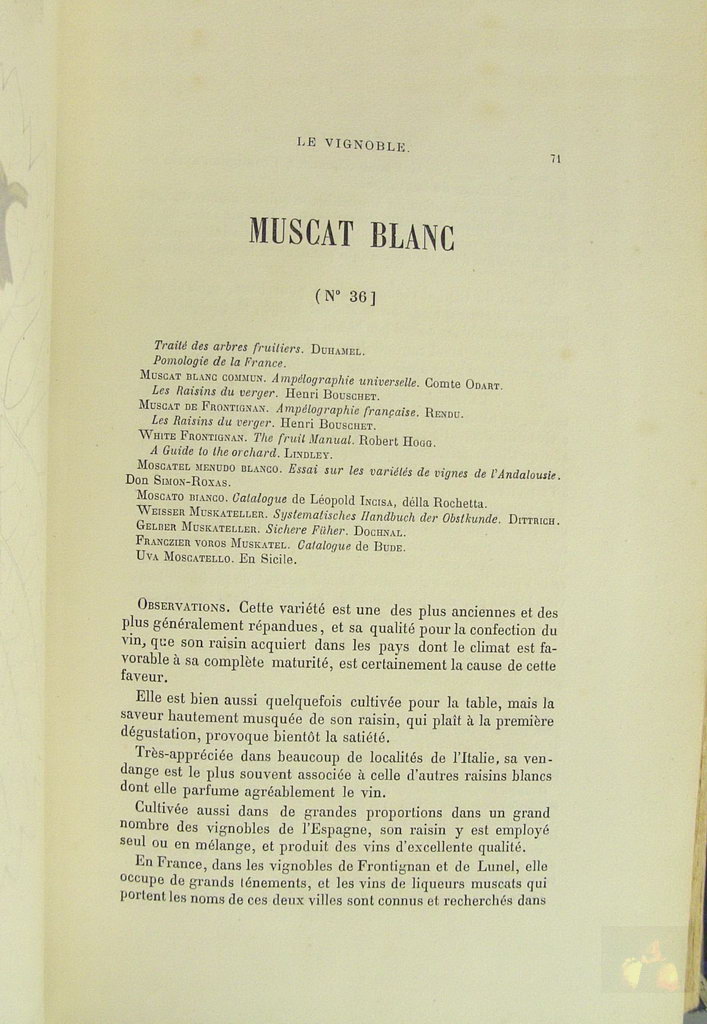 LE VIGNOBLE.
71
MUSCAT BLANC
(N° 36]
Traité des arbres fruitiers. DUHAMEL.
Pomologie de la France.
MUSCAT BLANC COMMUN. Ampélographie universelle. Comte ODART.
Les Raisins du verger. Henri BOUSCHET.
MUSCAT DE FRONTIGNAN. Ampélographie française. RENDU.
Les Raisins du verger. Henri BOUSCHET.
WHITE FRONTIGNAN. The fruit Manual. Robert HOGG.
A Guide to the orchard. LINDLEY.
MOSCATEL MENUDO BLANCO. Essai sur les variétés de vignes de l'Andalousie.
Don SIMON-ROXAS.
MOSCATO BIANCO. Catalogue de Léopold INCISA, délla Rochetta.
WEISSER MUSKATELLER. Systematisches Handbuch der Obstkunde. DITTRICH.
GELBER MUSKATELLER. Sichere Füher. DOCHNAL.
FRANCZIER VOROS MUSKATEL. Catalogue de BUDE.
UVA MOSCATELLO. En Sicile.
OBSERVATIONS. Cette variété est une des plus anciennes et des
plus généralement répandues, et sa qualité pour la confection du
vin, que son raisin acquiert dans les pays dont le climat est fa-
vorable à sa complète maturité, est certainement la cause de cette
faveur.
Elle est bien aussi quelquefois cultivée pour la table, mais la
saveur hautement musquée de son raisin, qui plaît à la première
dégustation, provoque bientôt la satiété.
Très-appréciée dans beaucoup de localités de l'Italie, sa ven-
dange est le plus souvent associée à celle d'autres raisins blancs
dont elle parfume agréablement le vin.
Cultivée aussi dans de grandes proportions dans un grand
nombre des vignobles de l'Espagne, son raisin y est employé
seul ou en mélange, et produit des vins d'excellente qualité.
En France, dans les vignobles de Frontignan et de Lunel, elle
occupe de grands ténements, et les vins de liqueurs muscats qui
portent les noms de ces deux villes sont connus et recherchés dans